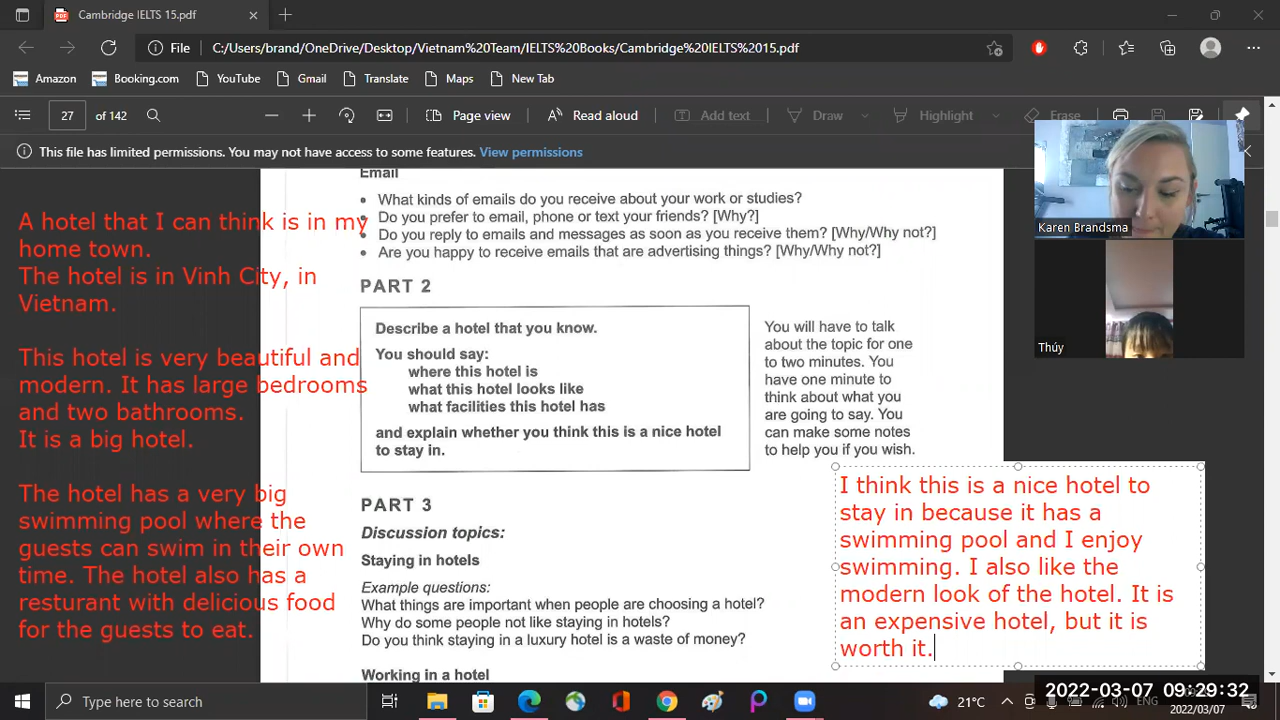 Cambridge IELTS 15.pdf
File
C:/Users/brand/OneDrive/Desktop/Vietnam%20Team/IELTS%20Books/Cambridge%20IELTS%2015.pdf
Amazon
Booking.com
YouTube
Gmail
Translate
Maps
New Tab
27 of 142
Page view
Read aloud
Add text
Draw
Highlight
Erase
This file has limited permissions. You may not have access to some features. View permissions
Email
• What kinds of emails do you receive about your work or studies?
• Do you prefer to email, phone or text your friends? [Why?]
• Do you reply to emails and messages as soon as you receive them? [Why/Why not?]
• Are you happy to receive emails that are advertising things? [Why/Why not?]
PART 2
Describe a hotel that you know.
You should say:
where this hotel is
what this hotel looks like
what facilities this hotel has
and explain whether you think this is a nice hotel
to stay in.
You will have to talk
about the topic for one
to two minutes. You
have one minute to
think about what you
are going to say. You
can make some notes
to help you if you wish.
PART 3
Discussion topics:
Staying in hotels
Example questions:
What things are important when people are choosing a hotel?
Why do some people not like staying in hotels?
Do you think staying in a luxury hotel is a waste of money?
Working in a hotel
A hotel that I can think is in my
home town.
The hotel is in Vinh City, in
Vietnam.
This hotel is very beautiful and
modern. It has large bedrooms
and two bathrooms.
It is a big hotel.
The hotel has a very big
swimming pool where the
guests can swim in their own
time. The hotel also has a
resturant with delicious food
for the guests to eat.
I think this is a nice hotel to
stay in because it has a
swimming pool and I enjoy
swimming. I also like the
modern look of the hotel. It is
an expensive hotel, but it is
worth it.
Karen Brandsma
Thúy
Type here to search
21°C
ENG
2022-03-07 09:29:32
2022/03/07